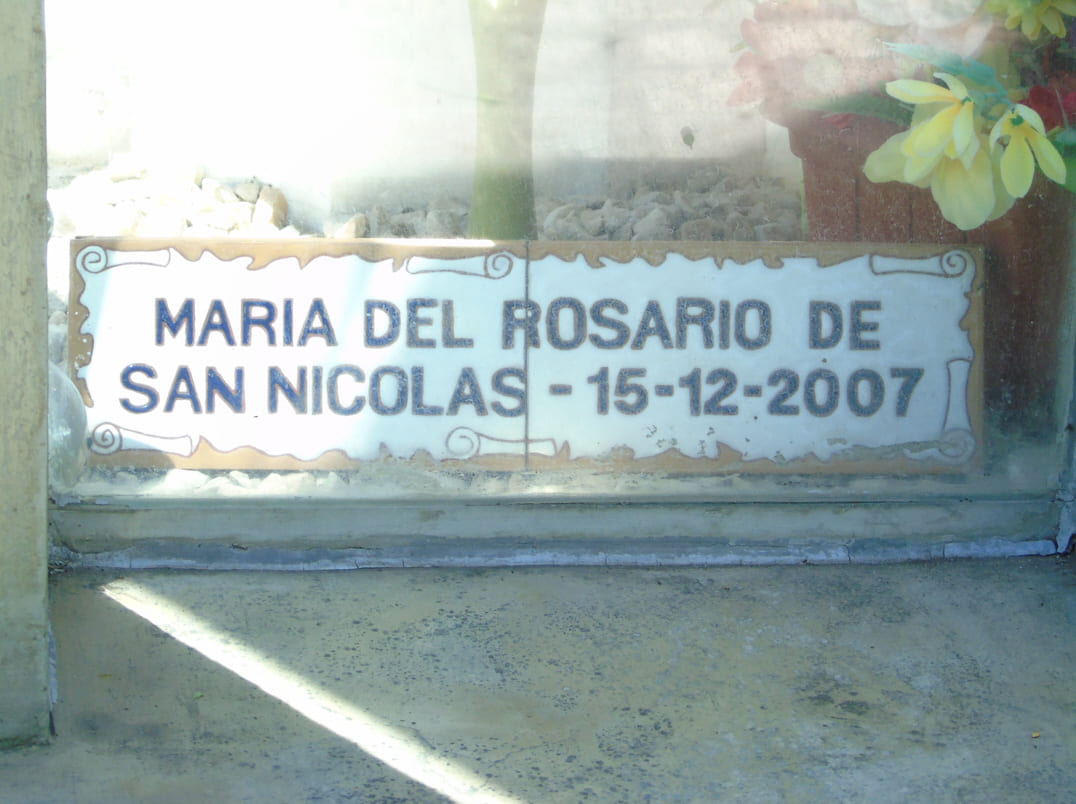 MARIA DEL ROSARIO DE
SAN NICOLAS - 15-12-2007